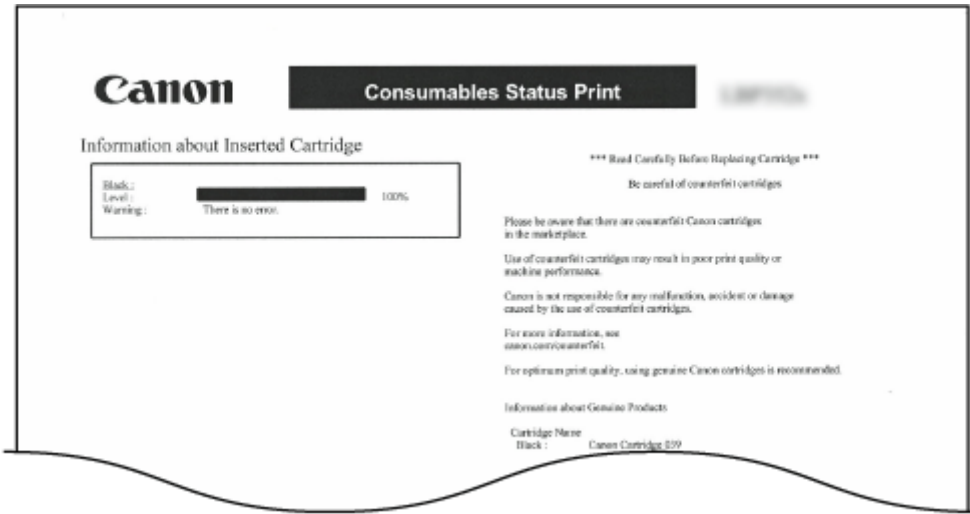 Canon
Consumables Status Print
Information about Inserted Cartridge
Black :
Level : 100%
Warning : There is no error.
*** Read Carefully Before Replacing Cartridge ***
Be careful of counterfeit cartridges
Please be aware that there are counterfeit Canon cartridges
in the marketplace.
Use of counterfeit cartridges may result in poor print quality or
machine performance.
Canon is not responsible for any malfunction, accident or damage
caused by the use of counterfeit cartridges.
For more information, see
canon.com/counterfeit.
For optimum print quality, using genuine Canon cartridges is recommended.
Information about Genuine Products
Cartridge Name
Black : Canon Cartridge 039